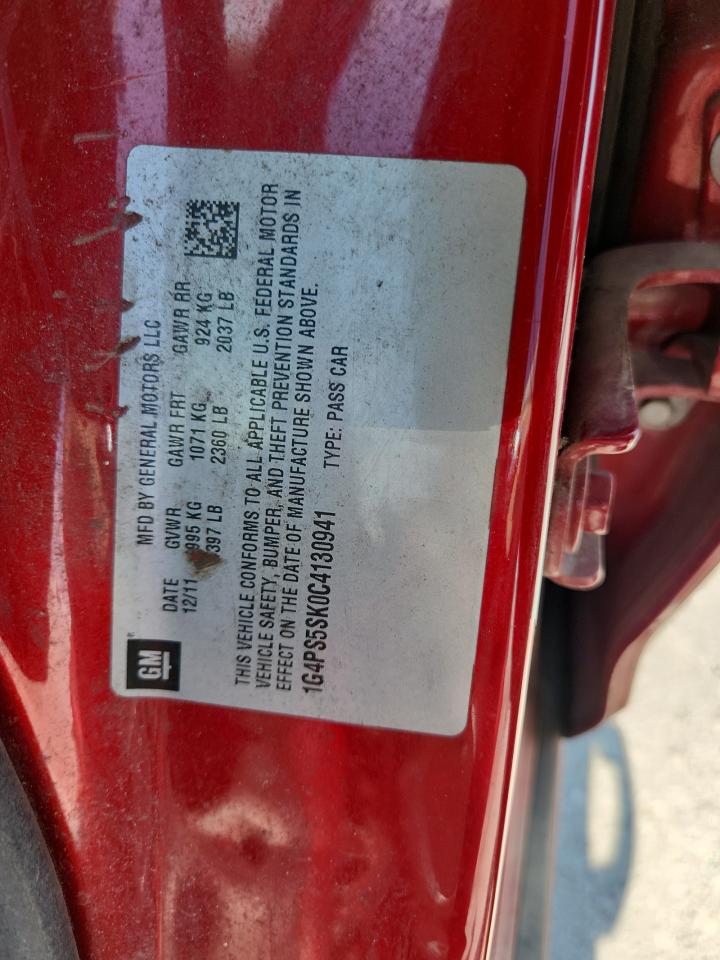 GM
MFD BY GENERAL MOTORS LLC
DATE GVWR GAWR FRT GAWR RR
12/11 995 KG 1071 KG 924 KG
397 LB 2360 LB 2037 LB
THIS VEHICLE CONFORMS TO ALL APPLICABLE U.S. FEDERAL MOTOR
VEHICLE SAFETY, BUMPER, AND THEFT PREVENTION STANDARDS IN
EFFECT ON THE DATE OF MANUFACTURE SHOWN ABOVE.
1G4PS5SK0C4130941 TYPE: PASS CAR